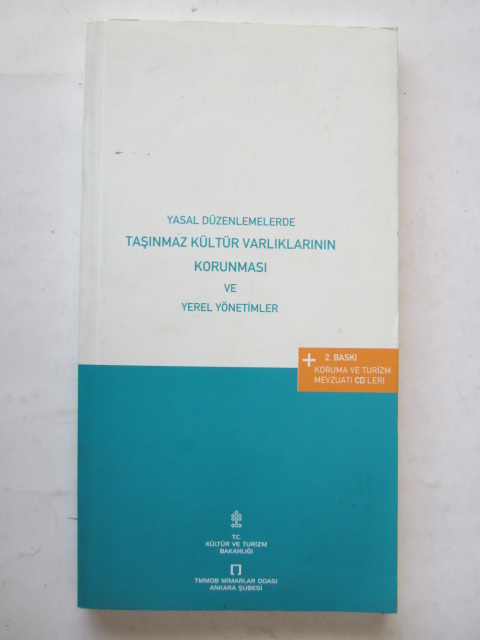 YASAL DÜZENLEMELERDE
TAŞINMAZ KÜLTÜR VARLIKLARININ
KORUNMASI
VE
YEREL YÖNETİMLER
+ 2. BASKI
KORUMA VE TURİZM
MEVZUATI CD'LERİ
T.C.
KÜLTÜR VE TURİZM
BAKANLIĞI
TMMOB MİMARLAR ODASI
ANKARA ŞUBESİ